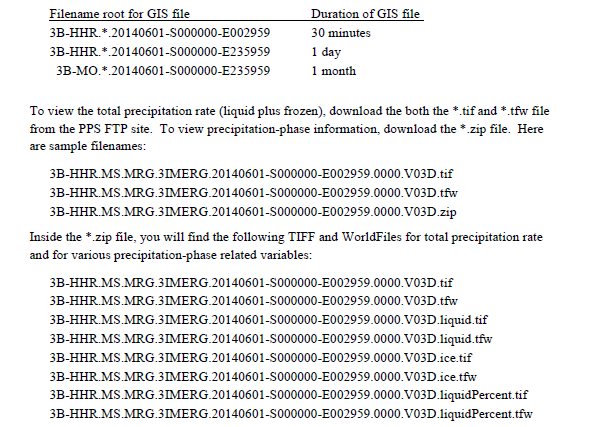 Filename root for GIS file Duration of GIS file
3B-HHR.*.20140601-S000000-E002959 30 minutes
3B-HHR.*.20140601-S000000-E235959 1 day
3B-MO.*.20140601-S000000-E235959 1 month
To view the total precipitation rate (liquid plus frozen), download the both the *.tif and *.tfw file
from the PPS FTP site. To view precipitation-phase information, download the *.zip file. Here
are sample filenames:
3B-HHR.MS.MRG.3IMERG.20140601-S000000-E002959.0000.V03D.tif
3B-HHR.MS.MRG.3IMERG.20140601-S000000-E002959.0000.V03D.tfw
3B-HHR.MS.MRG.3IMERG.20140601-S000000-E002959.0000.V03D.zip
Inside the *.zip file, you will find the following TIFF and WorldFiles for total precipitation rate
and for various precipitation-phase related variables:
3B-HHR.MS.MRG.3IMERG.20140601-S000000-E002959.0000.V03D.tif
3B-HHR.MS.MRG.3IMERG.20140601-S000000-E002959.0000.V03D.tfw
3B-HHR.MS.MRG.3IMERG.20140601-S000000-E002959.0000.V03D.liquid.tif
3B-HHR.MS.MRG.3IMERG.20140601-S000000-E002959.0000.V03D.liquid.tfw
3B-HHR.MS.MRG.3IMERG.20140601-S000000-E002959.0000.V03D.ice.tif
3B-HHR.MS.MRG.3IMERG.20140601-S000000-E002959.0000.V03D.ice.tfw
3B-HHR.MS.MRG.3IMERG.20140601-S000000-E002959.0000.V03D.liquidPercent.tif
3B-HHR.MS.MRG.3IMERG.20140601-S000000-E002959.0000.V03D.liquidPercent.tfw